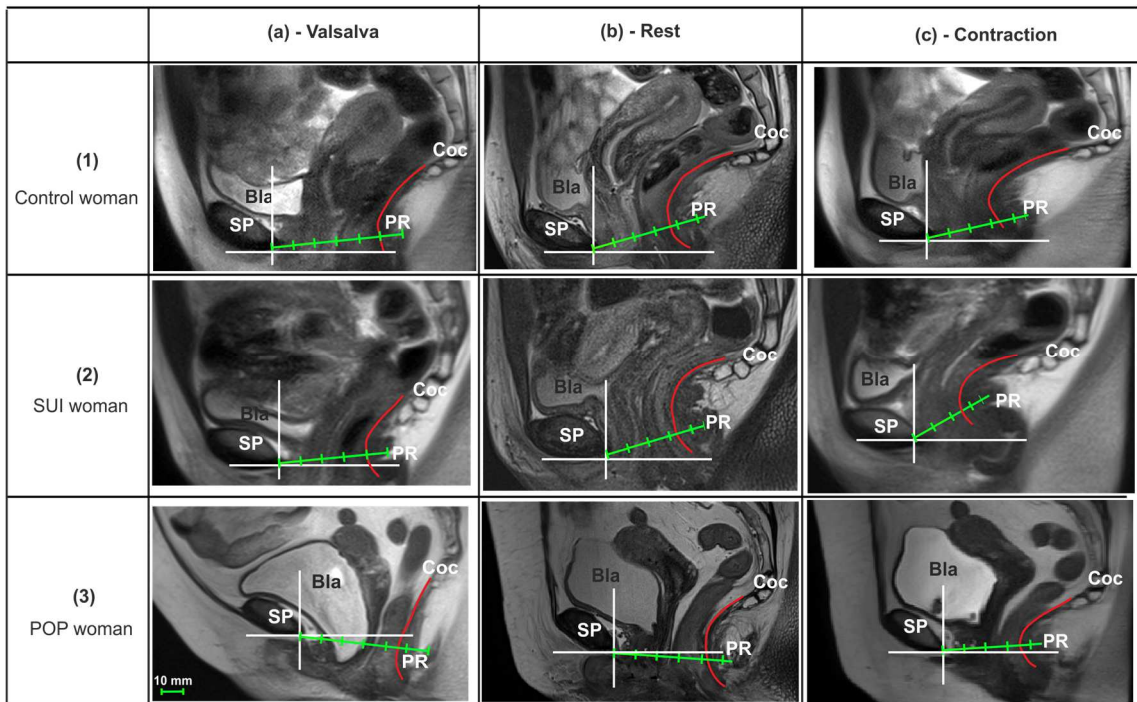 (a) - Valsalva
(b) - Rest
(c) - Contraction
(1)
Control woman
Bla
SP
Coc
PR
Bla
SP
Coc
PR
Bla
SP
Coc
PR
(2)
SUI woman
Bla
SP
Coc
PR
Bla
SP
Coc
PR
Bla
SP
Coc
PR
(3)
POP woman
Bla
SP
Coc
PR
10 mm
Bla
SP
Coc
PR
Bla
SP
Coc
PR